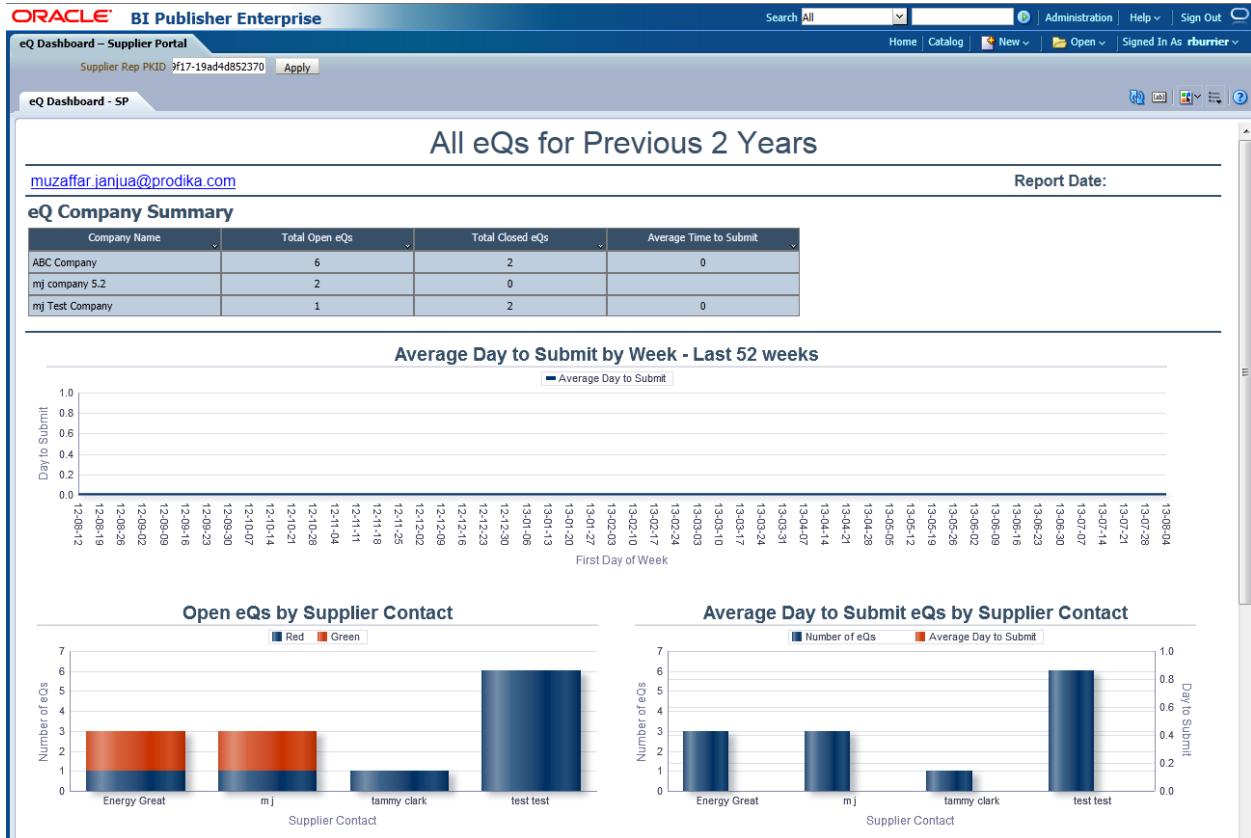 ORACLE BI Publisher Enterprise
Search All Administration Help Sign Out
eQ Dashboard – Supplier Portal
Home Catalog New Open Signed In As rburrier
Supplier Rep PKID 9f17-19ad4d852370 Apply
eQ Dashboard - SP
All eQs for Previous 2 Years
muzaffar.janjua@prodika.com Report Date:
eQ Company Summary
Company Name Total Open eQs Total Closed eQs Average Time to Submit
ABC Company 6 2 0
mj company 5.2 2 0
mj Test Company 1 2 0
Average Day to Submit by Week - Last 52 weeks
Average Day to Submit
Day to Submit
1.0
0.8
0.6
0.4
0.2
0.0
12-08-12 12-08-19 12-08-26 12-09-02 12-09-09 12-09-16 12-09-23 12-09-30 12-10-07 12-10-14 12-10-21 12-10-28 12-11-04 12-11-11 12-11-18 12-11-25 12-12-02 12-12-09 12-12-16 12-12-23 12-12-30 13-01-06 13-01-13 13-01-20 13-01-27 13-02-03 13-02-10 13-02-17 13-02-24 13-03-03 13-03-10 13-03-17 13-03-24 13-03-31 13-04-07 13-04-14 13-04-21 13-04-28 13-05-05 13-05-12 13-05-19 13-05-26 13-06-02 13-06-09 13-06-16 13-06-23 13-06-30 13-07-07 13-07-14 13-07-21 13-07-28 13-08-04
First Day of Week
Open eQs by Supplier Contact
Red Green
Number of eQs
7
6
5
4
3
2
1
0
Energy Great m j tammy clark test test
Supplier Contact
Average Day to Submit eQs by Supplier Contact
Number of eQs Average Day to Submit
Number of eQs
7
6
5
4
3
2
1
0
1.0
0.8
0.6
0.4
0.2
0.0
Day to Submit
Energy Great m j tammy clark test test
Supplier Contact